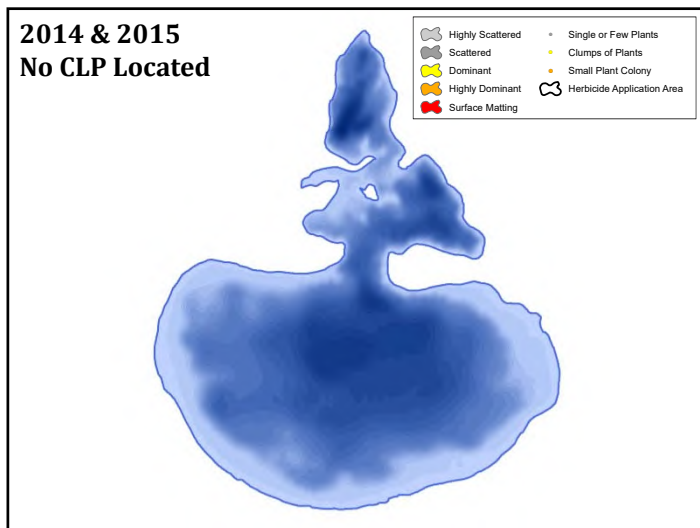 2014 & 2015
No CLP Located
Highly Scattered
Scattered
Dominant
Highly Dominant
Surface Matting
Single or Few Plants
Clumps of Plants
Small Plant Colony
Herbicide Application Area